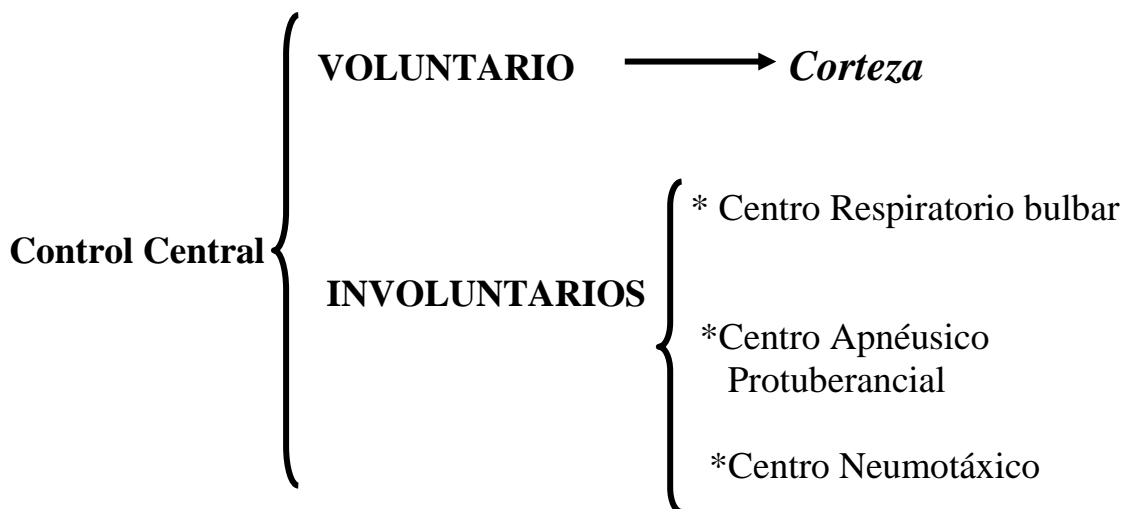 VOLUNTARIO
Corteza
* Centro Respiratorio bulbar
Control Central
INVOLUNTARIOS
*Centro Apnéusico
Protuberancial
*Centro Neumotáxico